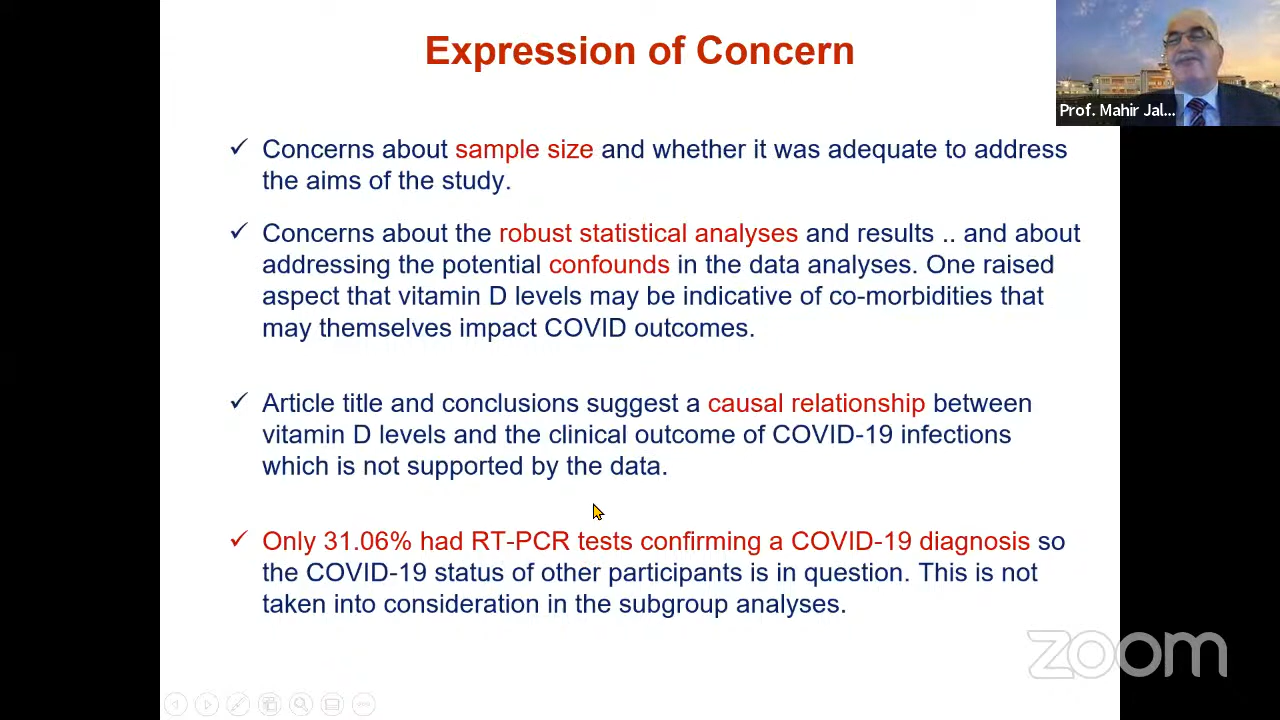 Expression of Concern
Prof. Mahir Jal...
✓ Concerns about sample size and whether it was adequate to address
the aims of the study.
✓ Concerns about the robust statistical analyses and results .. and about
addressing the potential confounds in the data analyses. One raised
aspect that vitamin D levels may be indicative of co-morbidities that
may themselves impact COVID outcomes.
✓ Article title and conclusions suggest a causal relationship between
vitamin D levels and the clinical outcome of COVID-19 infections
which is not supported by the data.
✓ Only 31.06% had RT-PCR tests confirming a COVID-19 diagnosis so
the COVID-19 status of other participants is in question. This is not
taken into consideration in the subgroup analyses.
zoom